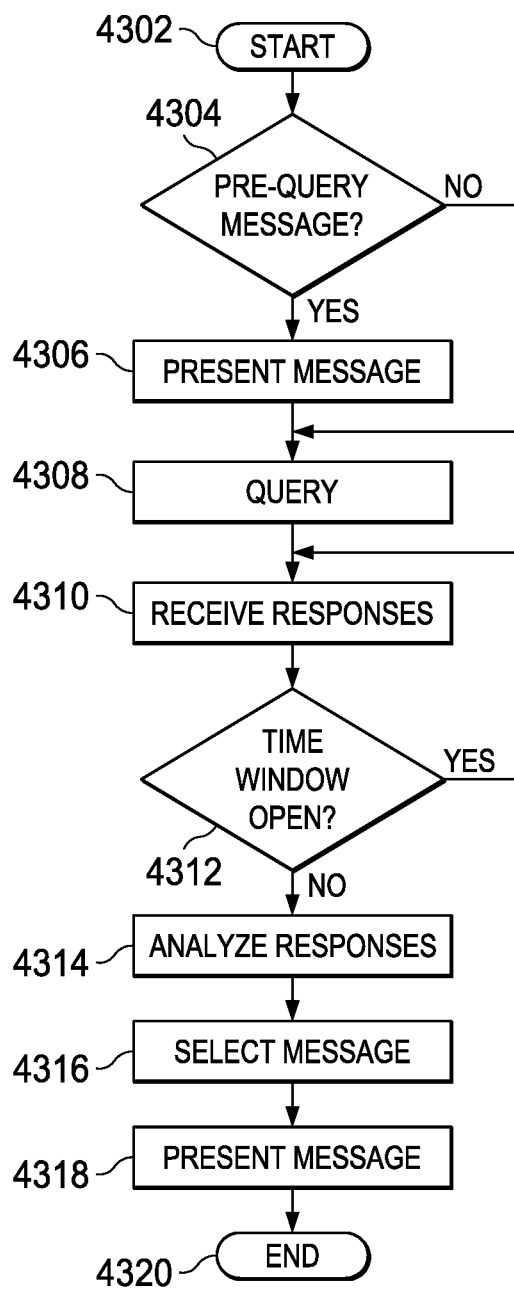 4302
START
4304
PRE-QUERY
MESSAGE?
NO
YES
4306
PRESENT MESSAGE
4308
QUERY
4310
RECEIVE RESPONSES
TIME
WINDOW
OPEN?
YES
4312
NO
4314
ANALYZE RESPONSES
4316
SELECT MESSAGE
4318
PRESENT MESSAGE
4320
END